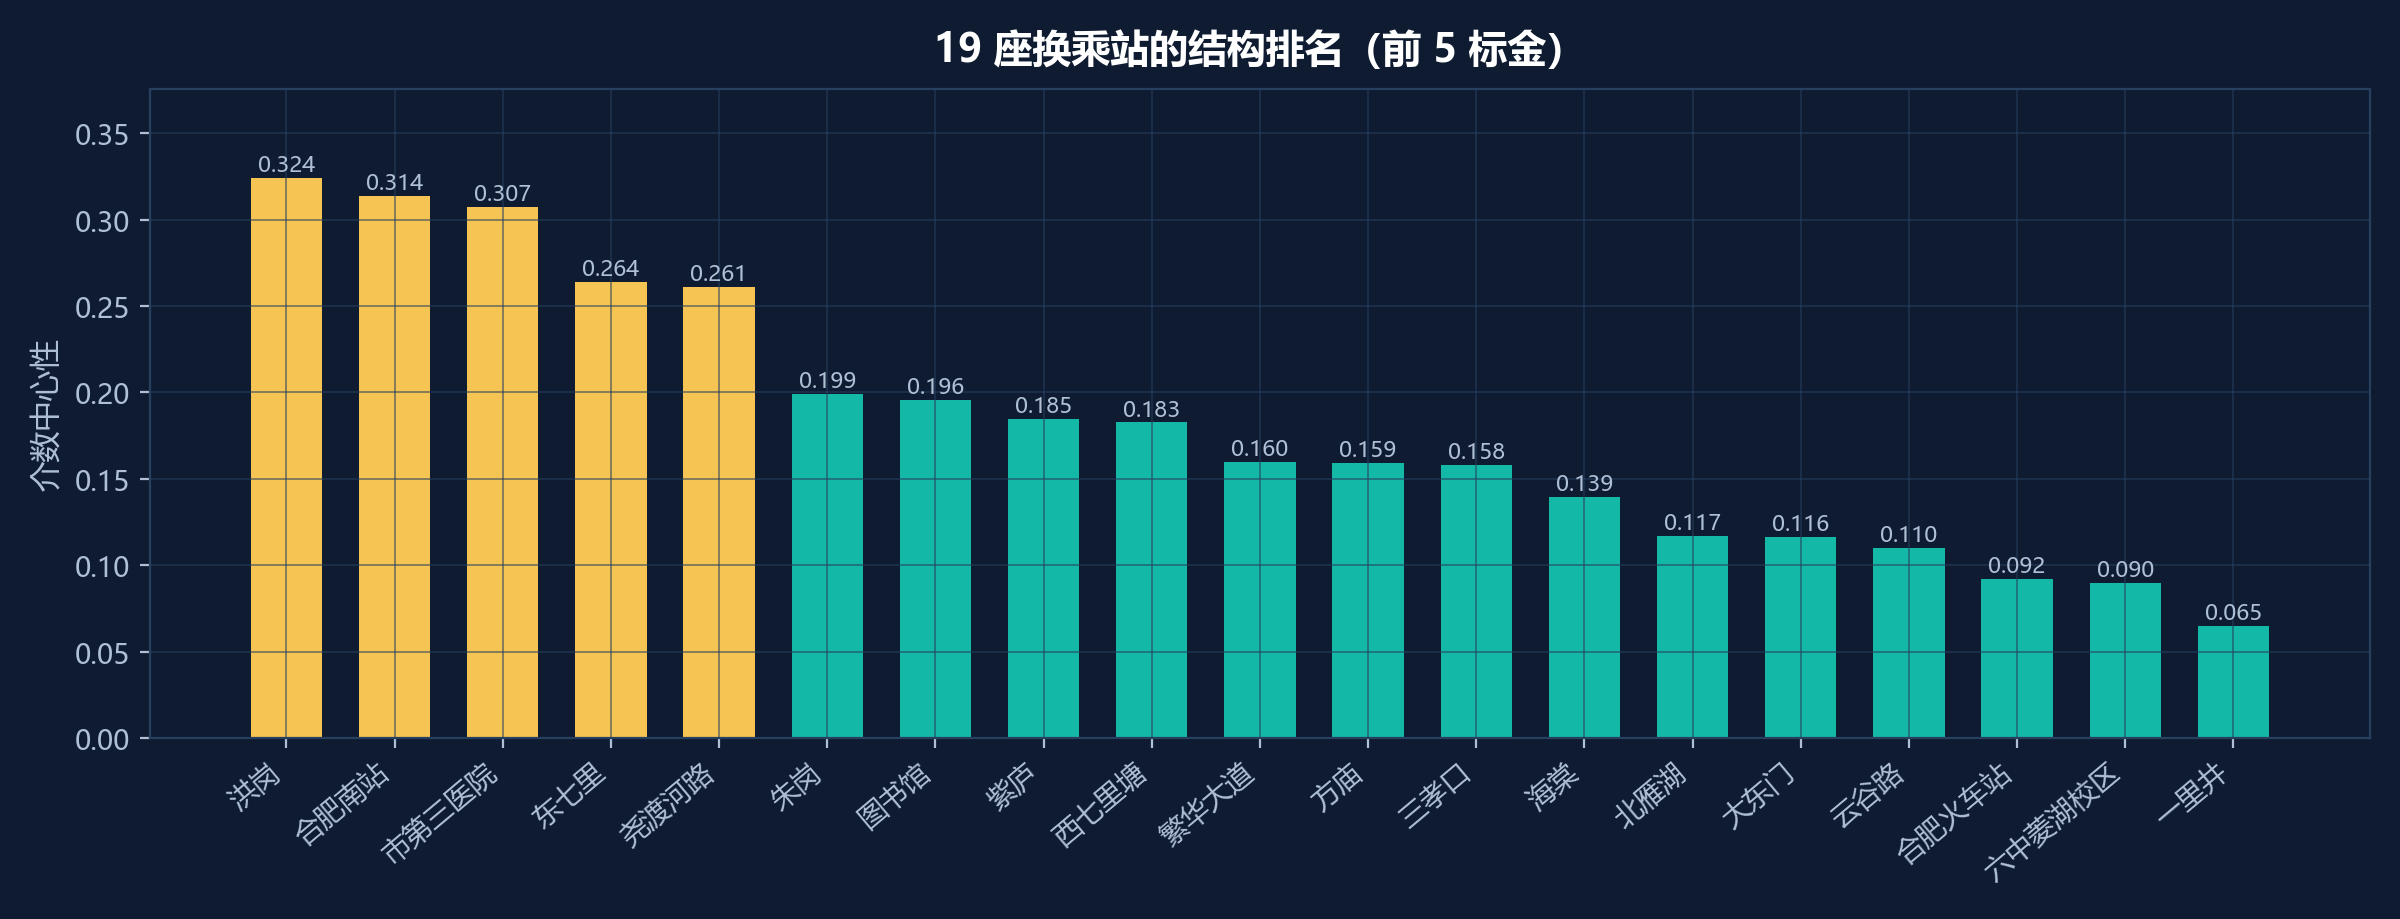 19 座换乘站的结构排名（前 5 标金）
介数中心性
0.35
0.30
0.25
0.20
0.15
0.10
0.05
0.00
0.324
0.314
0.307
0.264
0.261
0.199
0.196
0.185
0.183
0.160
0.159
0.158
0.139
0.117
0.116
0.110
0.092
0.090
0.065
洪岗
合肥南站
市第三医院
东七里
尧渡河路
朱岗
图书馆
紫庐
西七里塘
繁华大道
方庙
三孝口
海棠
北雁湖
大东门
云谷路
合肥火车站
六中菱湖校区
一里井